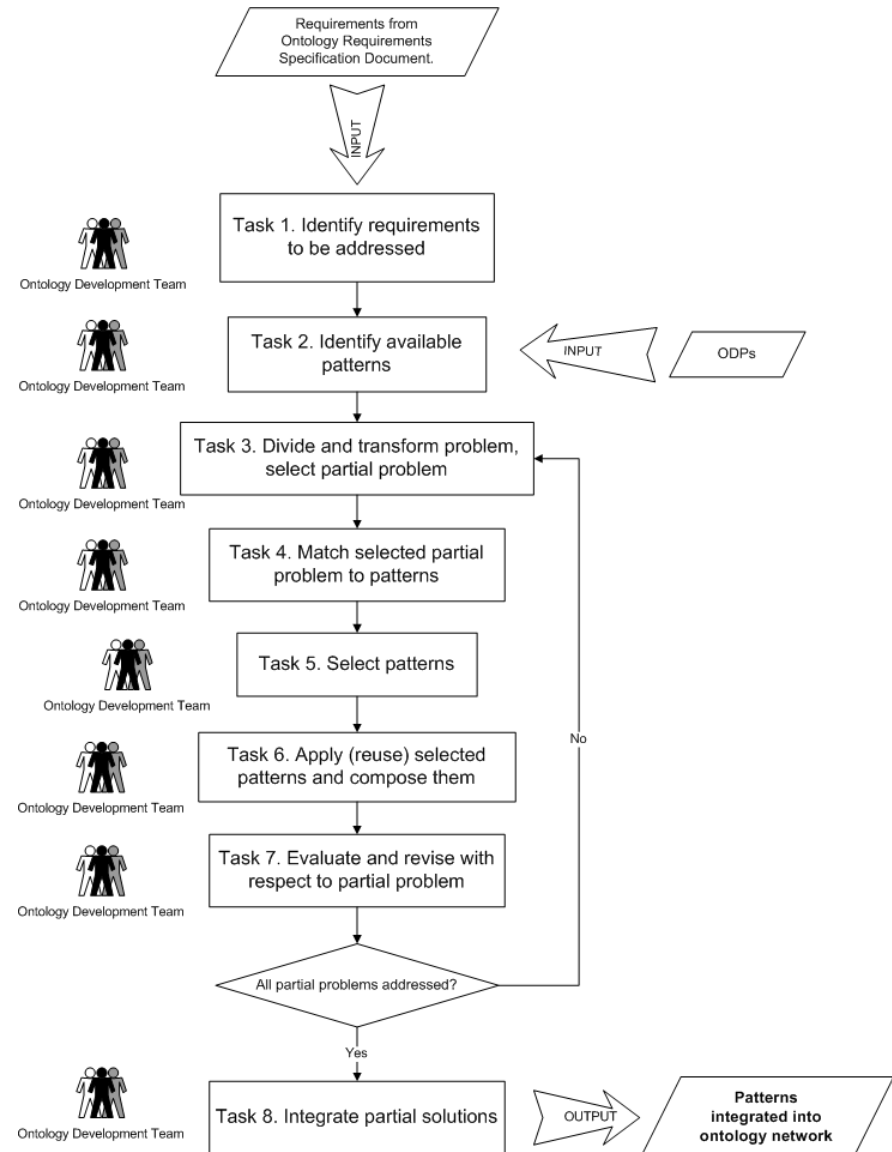 Requirements from
Ontology Requirements
Specification Document.
INPUT
Task 1. Identify requirements
to be addressed
Ontology Development Team
Task 2. Identify available
patterns
INPUT
ODPs
Ontology Development Team
Task 3. Divide and transform problem,
select partial problem
Ontology Development Team
Task 4. Match selected partial
problem to patterns
Ontology Development Team
Task 5. Select patterns
Ontology Development Team
No
Task 6. Apply (reuse) selected
patterns and compose them
Ontology Development Team
Task 7. Evaluate and revise with
respect to partial problem
Ontology Development Team
All partial problems addressed?
Yes
Task 8. Integrate partial solutions
Ontology Development Team
OUTPUT
Patterns
integrated into
ontology network